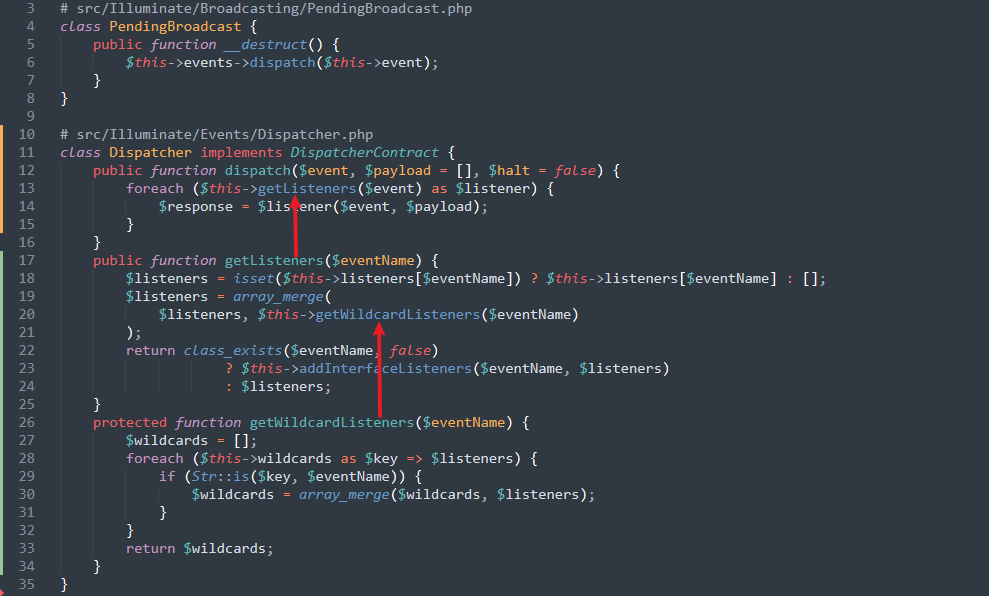 3 # src/Illuminate/Broadcasting/PendingBroadcast.php
4 class PendingBroadcast {
5     public function __destruct() {
6         $this->events->dispatch($this->event);
7     }
8 }
9
10 # src/Illuminate/Events/Dispatcher.php
11 class Dispatcher implements DispatcherContract {
12     public function dispatch($event, $payload = [], $halt = false) {
13         foreach ($this->getListeners($event) as $listener) {
14             $response = $listener($event, $payload);
15         }
16     }
17     public function getListeners($eventName) {
18         $listeners = isset($this->listeners[$eventName]) ? $this->listeners[$eventName] : [];
19         $listeners = array_merge(
20             $listeners, $this->getWildcardListeners($eventName)
21         );
22         return class_exists($eventName, false)
23                     ? $this->addInterfaceListeners($eventName, $listeners)
24                     : $listeners;
25     }
26     protected function getWildcardListeners($eventName) {
27         $wildcards = [];
28         foreach ($this->wildcards as $key => $listeners) {
29             if (Str::is($key, $eventName)) {
30                 $wildcards = array_merge($wildcards, $listeners);
31             }
32         }
33         return $wildcards;
34     }
35 }